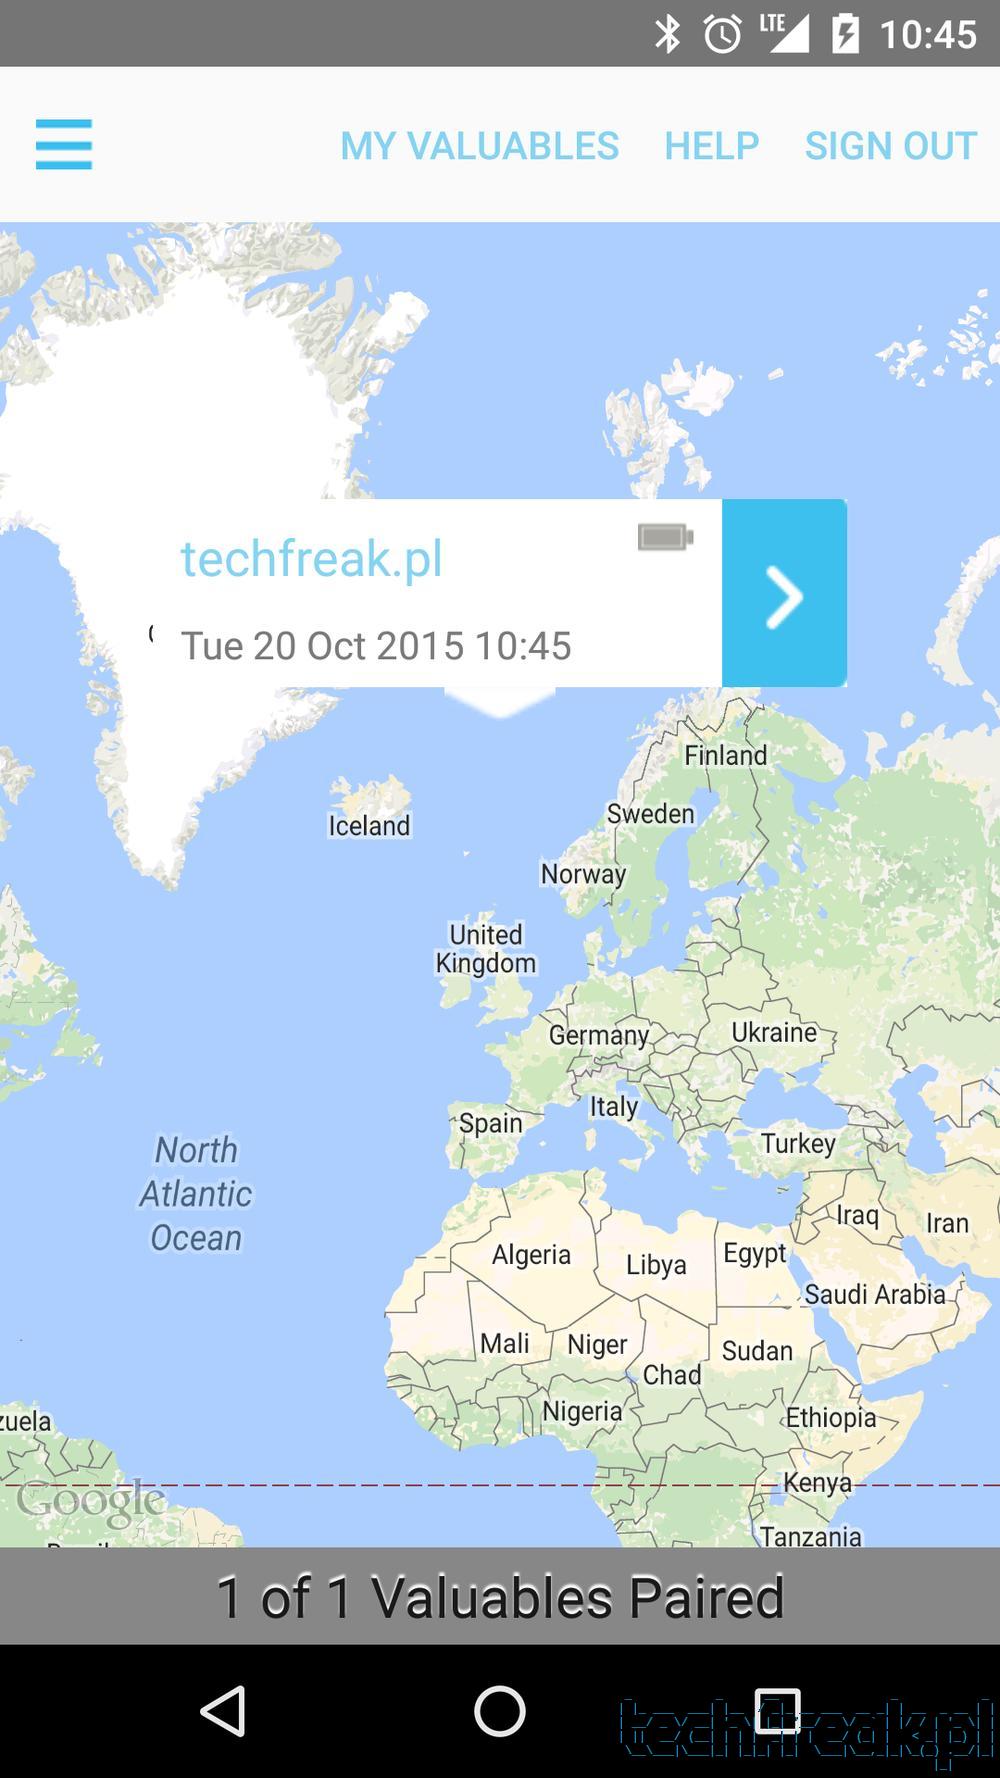 LTE 10:45
MY VALUABLES HELP SIGN OUT
techfreak.pl
Tue 20 Oct 2015 10:45
Finland
Sweden
Iceland
Norway
United
Kingdom
Germany
Ukraine
Italy
Spain
Turkey
North
Atlantic
Ocean
Iraq
Iran
Algeria
Libya
Egypt
Saudi Arabia
Mali
Niger
Sudan
Chad
Nigeria
Ethiopia
zuela
Kenya
Google
Tanzania
1 of 1 Valuables Paired
techfreak.pl